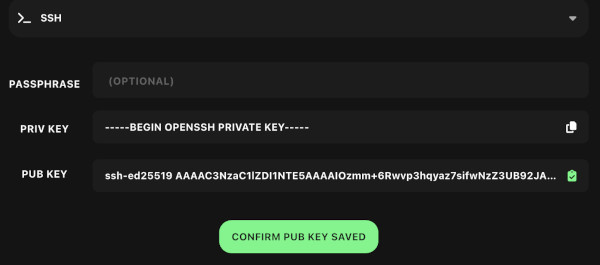 SSH
PASSPHRASE (OPTIONAL)
PRIV KEY -----BEGIN OPENSSH PRIVATE KEY-----
PUB KEY ssh-ed25519 AAAAC3NzaC1lZDI1NTE5AAAAIOzmm+6Rwvp3hqyaz7sifwNzZ3UB92JA...
CONFIRM PUB KEY SAVED